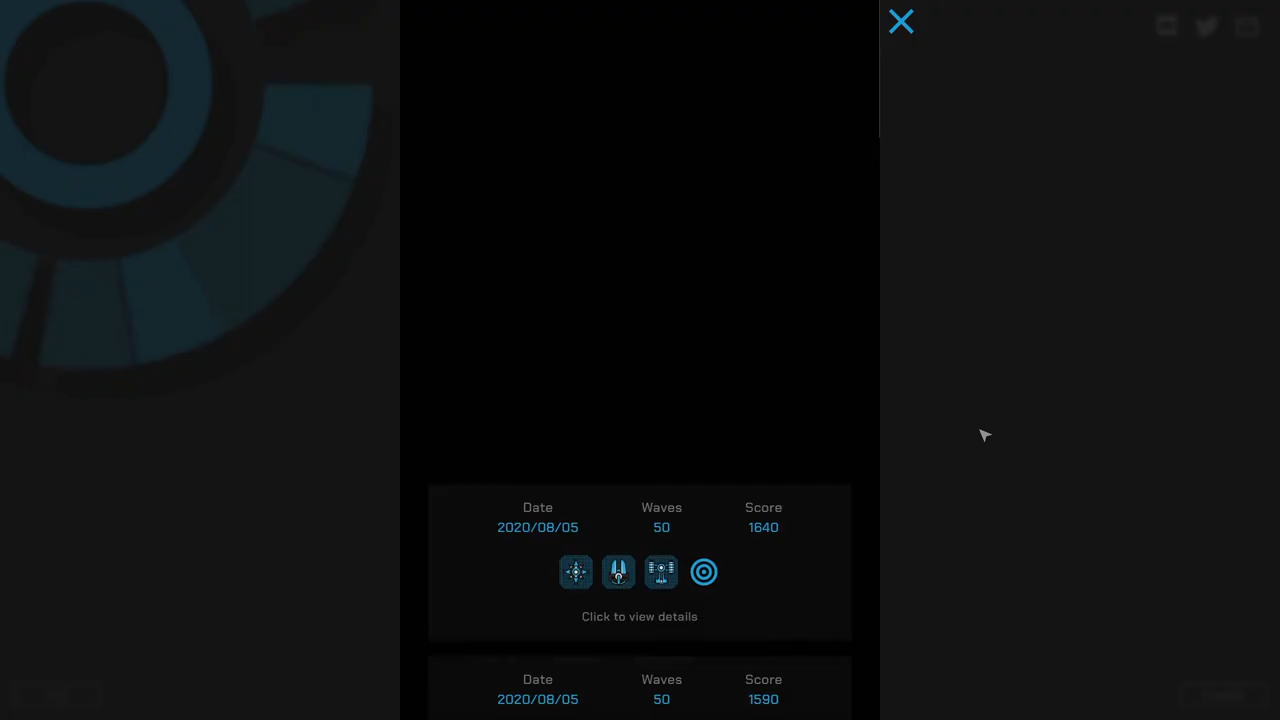 Date Waves Score
2020/08/05 50 1640
Click to view details
Date Waves Score
2020/08/05 50 1590